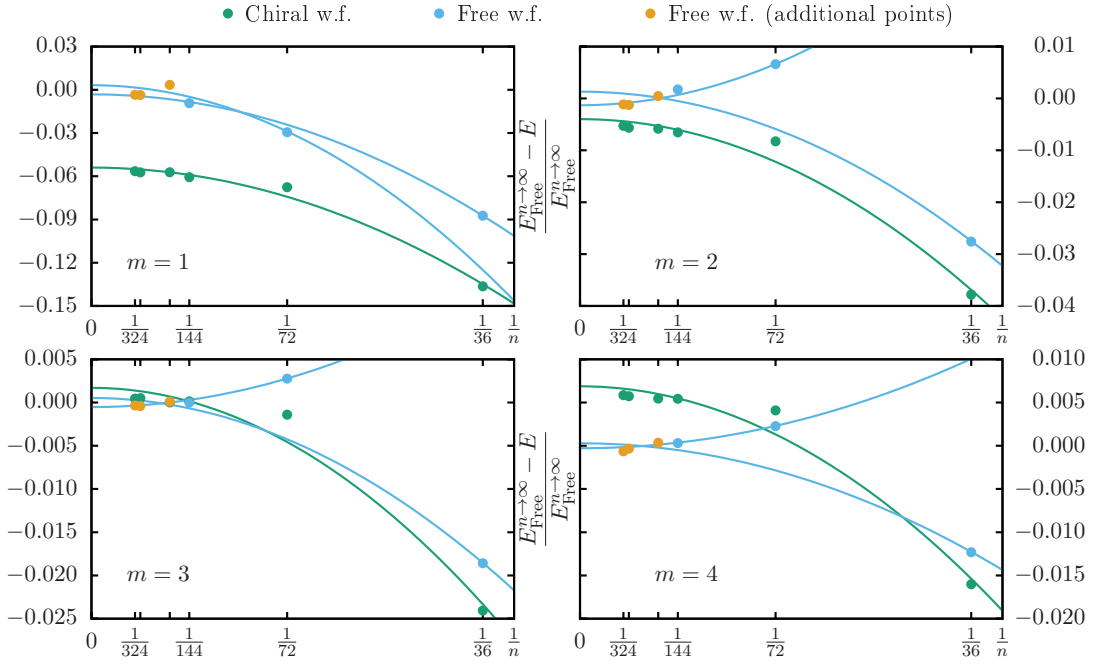 Chiral w.f. Free w.f. Free w.f. (additional points)
0.03
0.00
−0.03
−0.06
−0.09
−0.12
−0.15
m = 1
0 1/324 1/144 1/72 1/36 1/n
(E_Free^{n→∞} − E) / E_Free^{n→∞}
0.01
0.00
−0.01
−0.02
−0.03
−0.04
m = 2
0 1/324 1/144 1/72 1/36 1/n
0.005
0.000
−0.005
−0.010
−0.015
−0.020
−0.025
m = 3
0 1/324 1/144 1/72 1/36 1/n
(E_Free^{n→∞} − E) / E_Free^{n→∞}
0.010
0.005
0.000
−0.005
−0.010
−0.015
−0.020
m = 4
0 1/324 1/144 1/72 1/36 1/n